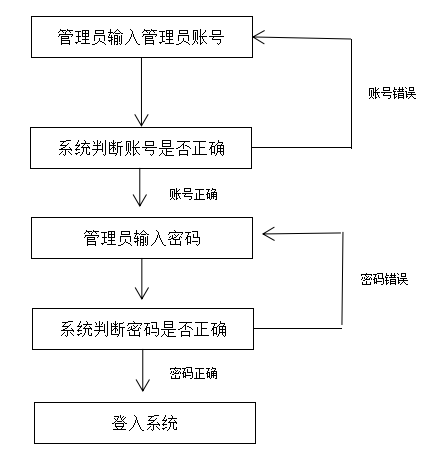 管理员输入管理员账号
账号错误
系统判断账号是否正确
账号正确
管理员输入密码
密码错误
系统判断密码是否正确
密码正确
登入系统